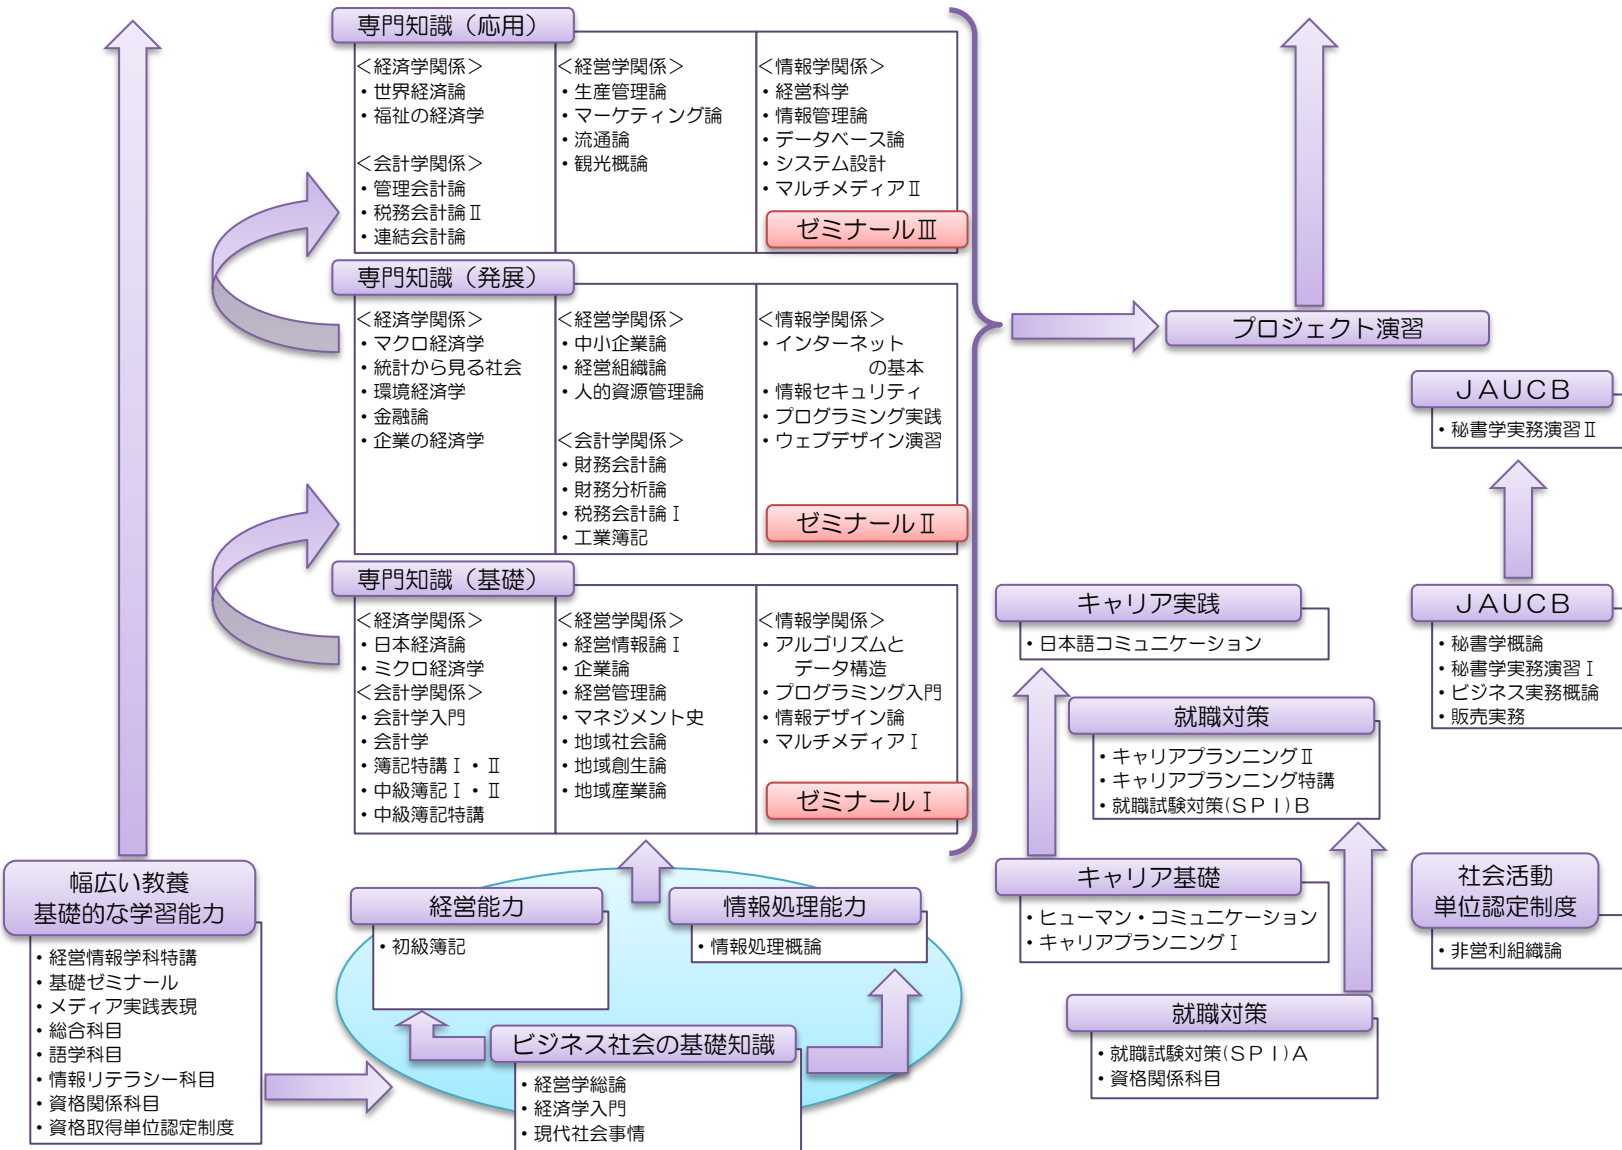 専門知識（応用）
＜経済学関係＞
・世界経済論
・福祉の経済学
＜会計学関係＞
・管理会計論
・税務会計論Ⅱ
・連結会計論
＜経営学関係＞
・生産管理論
・マーケティング論
・流通論
・観光概論
＜情報学関係＞
・経営科学
・情報管理論
・データベース論
・システム設計
・マルチメディアⅡ
ゼミナールⅢ
専門知識（発展）
＜経済学関係＞
・マクロ経済学
・統計から見る社会
・環境経済学
・金融論
・企業の経済学
＜経営学関係＞
・中小企業論
・経営組織論
・人的資源管理論
＜会計学関係＞
・財務会計論
・財務分析論
・税務会計論Ⅰ
・工業簿記
＜情報学関係＞
・インターネット
の基本
・情報セキュリティ
・プログラミング実践
・ウェブデザイン演習
ゼミナールⅡ
専門知識（基礎）
＜経済学関係＞
・日本経済論
・ミクロ経済学
＜会計学関係＞
・会計学入門
・会計学
・簿記特講Ⅰ・Ⅱ
・中級簿記Ⅰ・Ⅱ
・中級簿記特講
＜経営学関係＞
・経営情報論Ⅰ
・企業論
・経営管理論
・マネジメント史
・地域社会論
・地域創生論
・地域産業論
＜情報学関係＞
・アルゴリズムと
データ構造
・プログラミング入門
・情報デザイン論
・マルチメディアⅠ
ゼミナールⅠ
プロジェクト演習
ＪＡＵＣＢ
・秘書学実務演習Ⅱ
ＪＡＵＣＢ
・秘書学概論
・秘書学実務演習Ⅰ
・ビジネス実務概論
・販売実務
キャリア実践
・日本語コミュニケーション
就職対策
・キャリアプランニングⅡ
・キャリアプランニング特講
・就職試験対策(ＳＰＩ)Ｂ
キャリア基礎
・ヒューマン・コミュニケーション
・キャリアプランニングⅠ
就職対策
・就職試験対策(ＳＰＩ)Ａ
・資格関係科目
社会活動
単位認定制度
・非営利組織論
幅広い教養
基礎的な学習能力
・経営情報学科特講
・基礎ゼミナール
・メディア実践表現
・総合科目
・語学科目
・情報リテラシー科目
・資格関係科目
・資格取得単位認定制度
経営能力
・初級簿記
情報処理能力
・情報処理概論
ビジネス社会の基礎知識
・経営学総論
・経済学入門
・現代社会事情